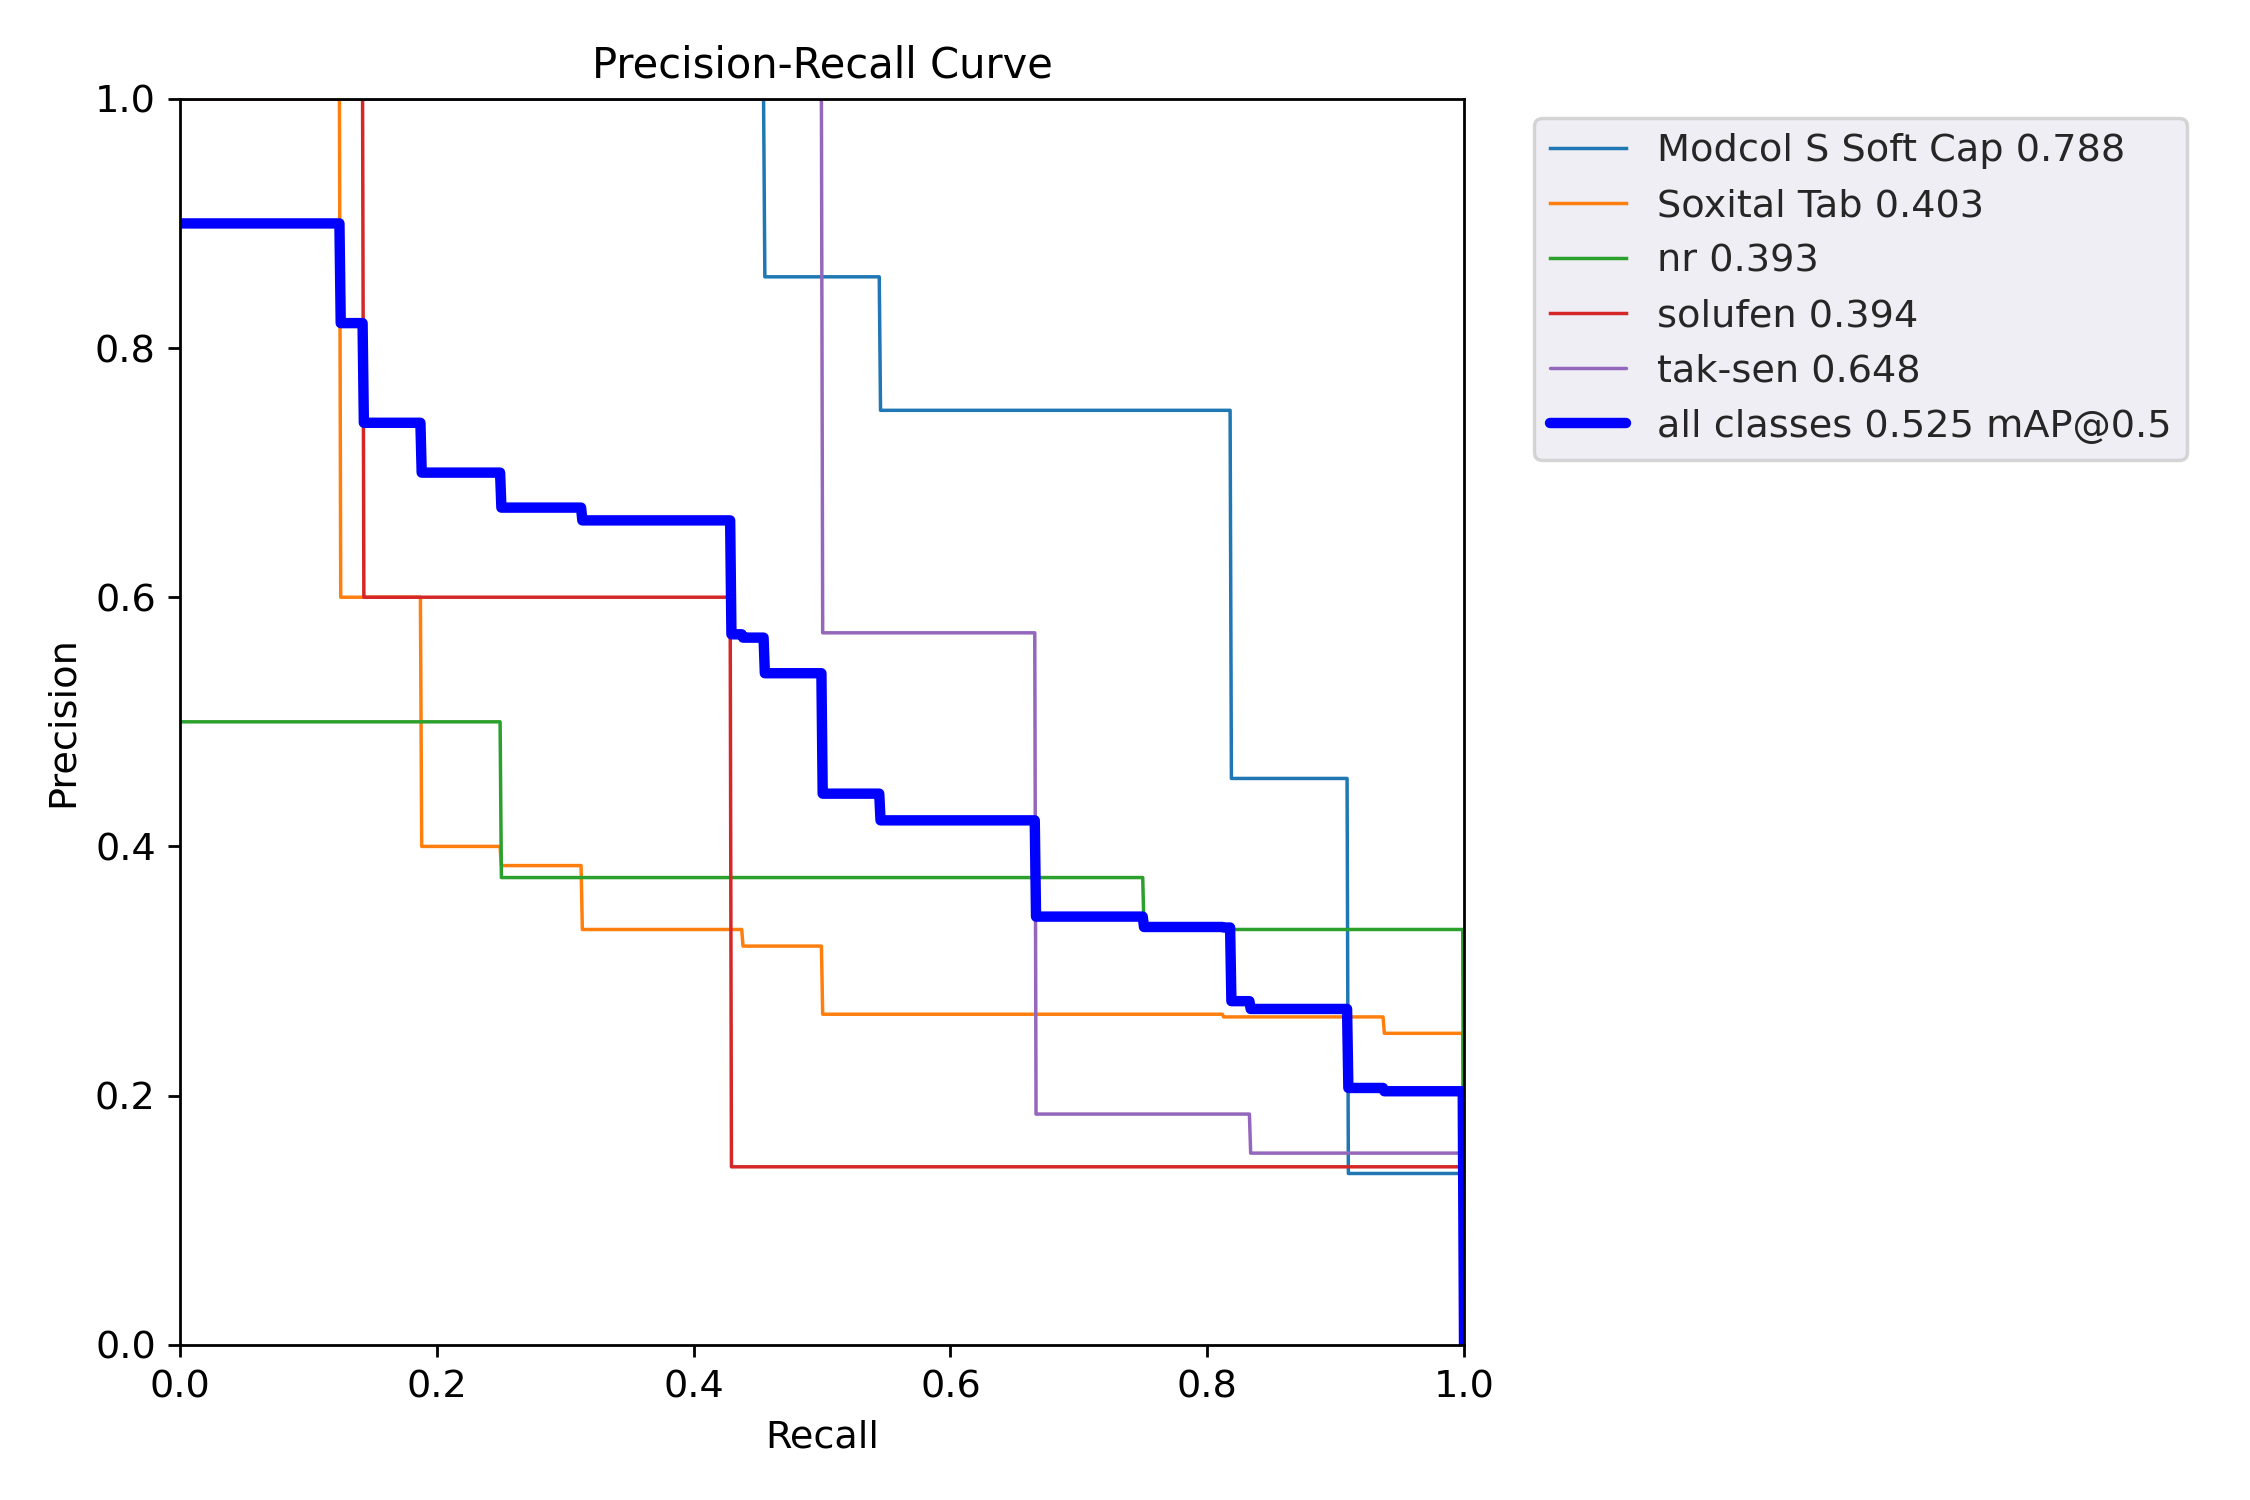 Precision-Recall Curve
1.0
0.8
0.6
0.4
0.2
0.0
Precision
0.0 0.2 0.4 0.6 0.8 1.0
Recall
Modcol S Soft Cap 0.788
Soxital Tab 0.403
nr 0.393
solufen 0.394
tak-sen 0.648
all classes 0.525 mAP@0.5